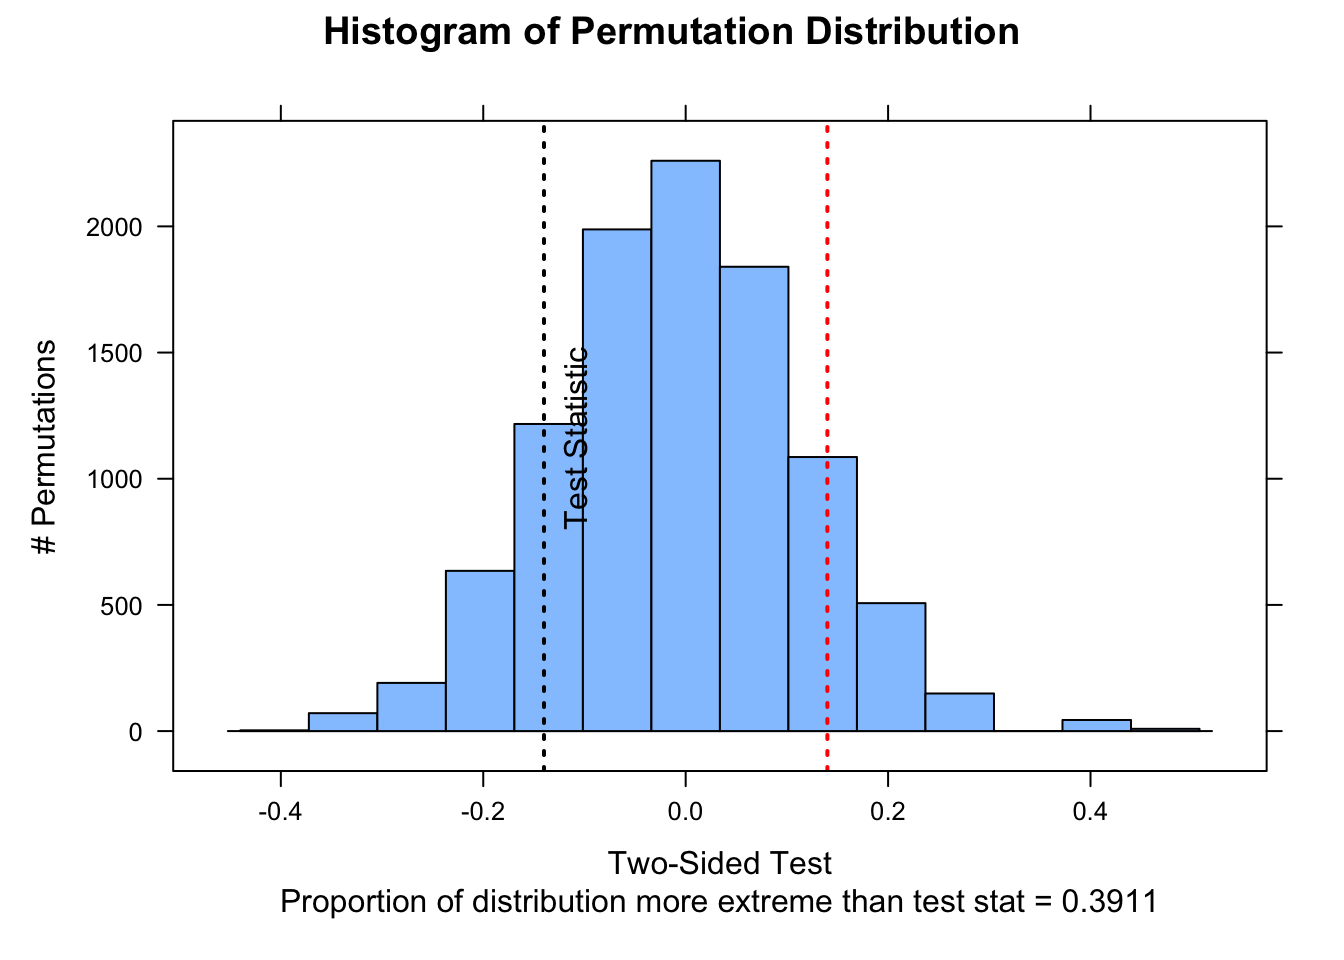 Histogram of Permutation Distribution
2000
1500
1000
500
0
# Permutations
Test Statistic
-0.4 -0.2 0.0 0.2 0.4
Two-Sided Test
Proportion of distribution more extreme than test stat = 0.3911